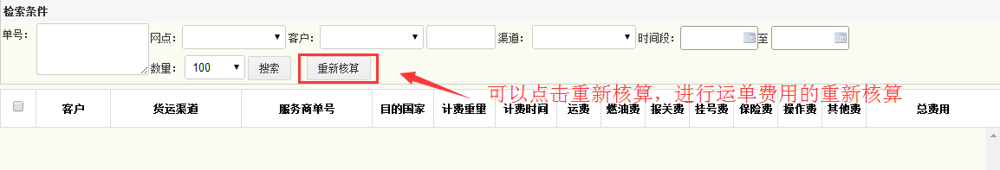 检索条件
单号： 网点： 客户： 渠道： 时间段： 至
数量： 100 搜索 重新核算
可以点击重新核算，进行运单费用的重新核算
客户 货运渠道 服务商单号 目的国家 计费重量 计费时间 运费 燃油费 报关费 挂号费 保险费 操作费 其他费 总费用